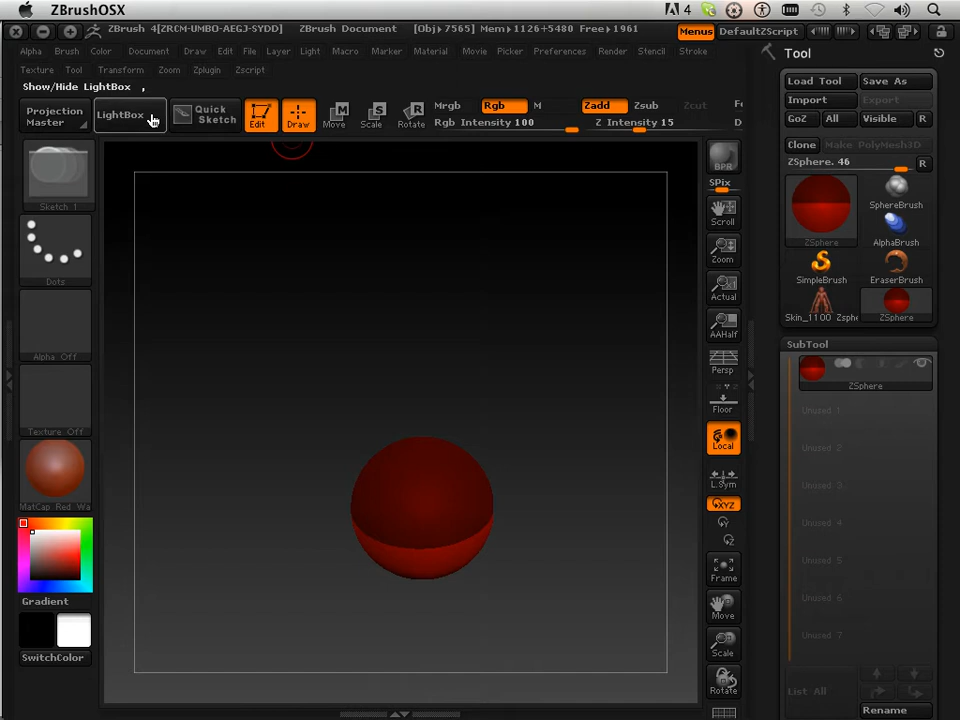 ZBrushOSX
4
ZBrush 4[ZRCM-UMBO-AEGJ-SYDD]
ZBrush Document
[Obj►7565] Mem►1126+5480 Free►1961
Menus
DefaultZScript
Alpha
Brush
Color
Document
Draw
Edit
File
Layer
Light
Macro
Marker
Material
Movie
Picker
Preferences
Render
Stencil
Stroke
Texture
Tool
Transform
Zoom
Zplugin
Zscript
Show/Hide LightBox ,
Projection
Master
LightBox
Quick
Sketch
Edit
Draw
Move
Scale
Rotate
Mrgb
Rgb
M
Rgb Intensity 100
Zadd
Zsub
Z Intensity 15
Fo
D
Sketch 1
Dots
Alpha Off
Texture Off
MatCap Red Wa
Gradient
SwitchColor
BPR
SPix
Scroll
Zoom
Actual
AAHalf
Persp
Floor
Local
L.Sym
XYZ
Y
Z
Frame
Move
Scale
Rotate
Tool
Load Tool
Save As
Import
Export
GoZ
All
Visible
R
Clone
Make PolyMesh3D
ZSphere. 46
R
ZSphere
SphereBrush
AlphaBrush
SimpleBrush
EraserBrush
Skin_1100 Zsphe
ZSphere
SubTool
ZSphere
Unused 1
Unused 2
Unused 3
Unused 4
Unused 5
Unused 6
Unused 7
List All
Rename